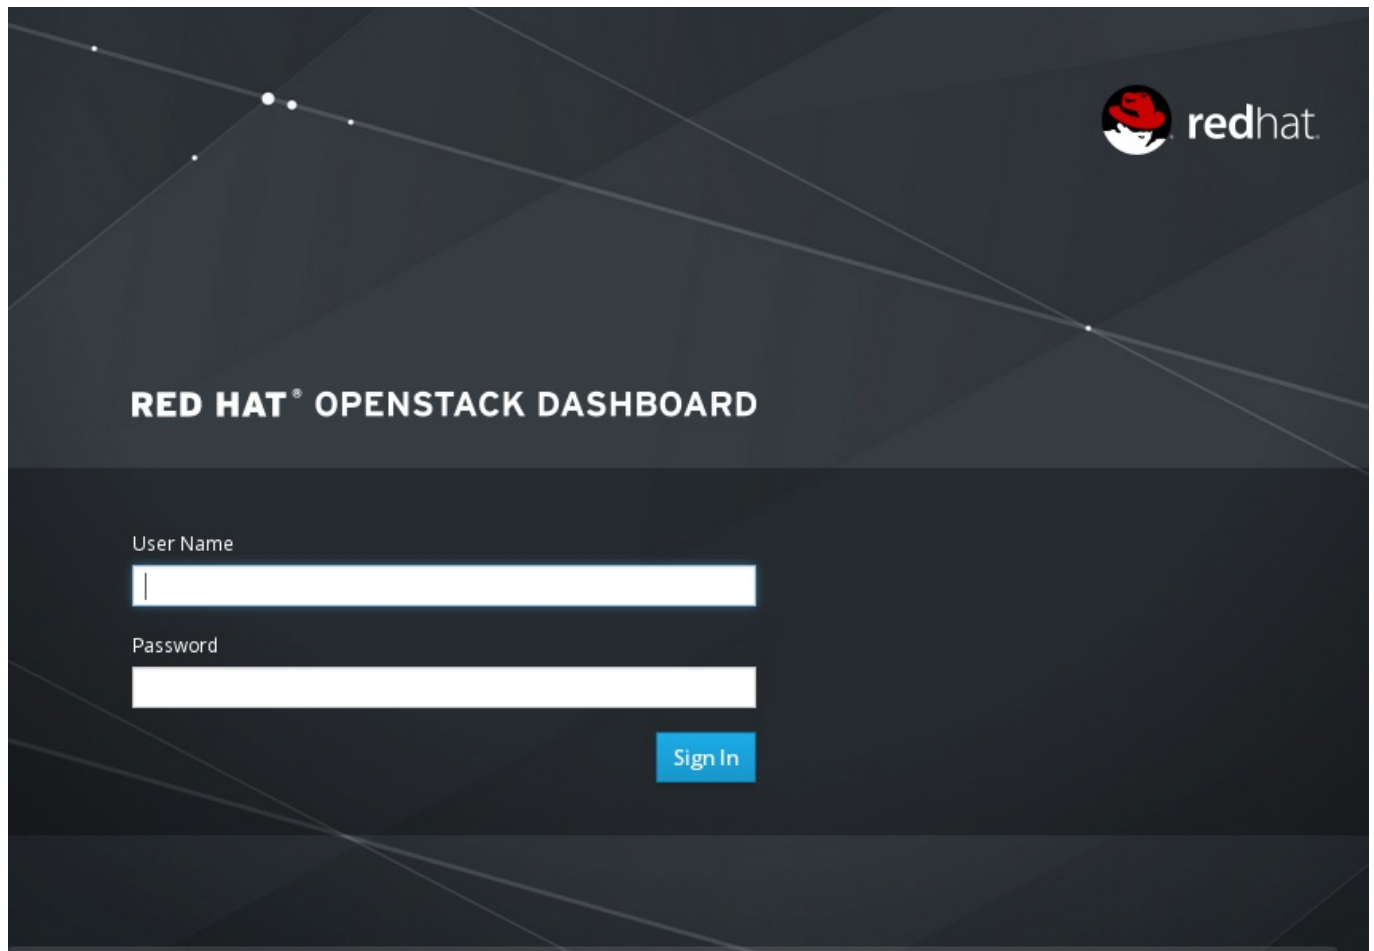 redhat.
RED HAT® OPENSTACK DASHBOARD
User Name
Password
Sign In